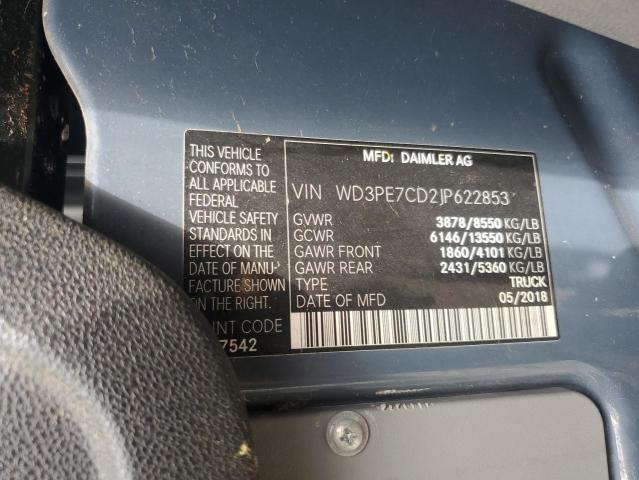 THIS VEHICLE
CONFORMS TO
ALL APPLICABLE
FEDERAL
VEHICLE SAFETY
STANDARDS IN
EFFECT ON THE
DATE OF MANU-
FACTURE SHOWN
ON THE RIGHT.
INT CODE
7542
MFD. DAIMLER AG
VIN WD3PE7CD2JP622853
GVWR 3878/8550 KG/LB
GCWR 6146/13550 KG/LB
GAWR FRONT 1860/4101 KG/LB
GAWR REAR 2431/5360 KG/LB
TYPE TRUCK
DATE OF MFD 05/2018